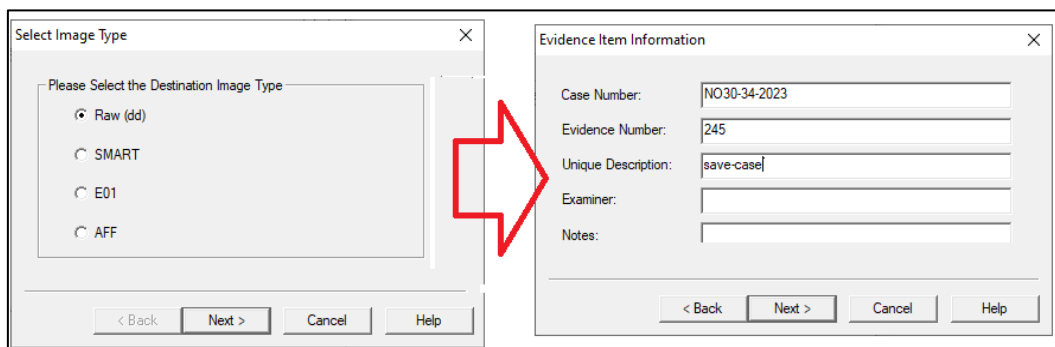 Select Image Type
Please Select the Destination Image Type
Raw (dd)
SMART
E01
AFF
< Back Next > Cancel Help
Evidence Item Information
Case Number: NO30-34-2023
Evidence Number: 245
Unique Description: save-case
Examiner:
Notes:
< Back Next > Cancel Help